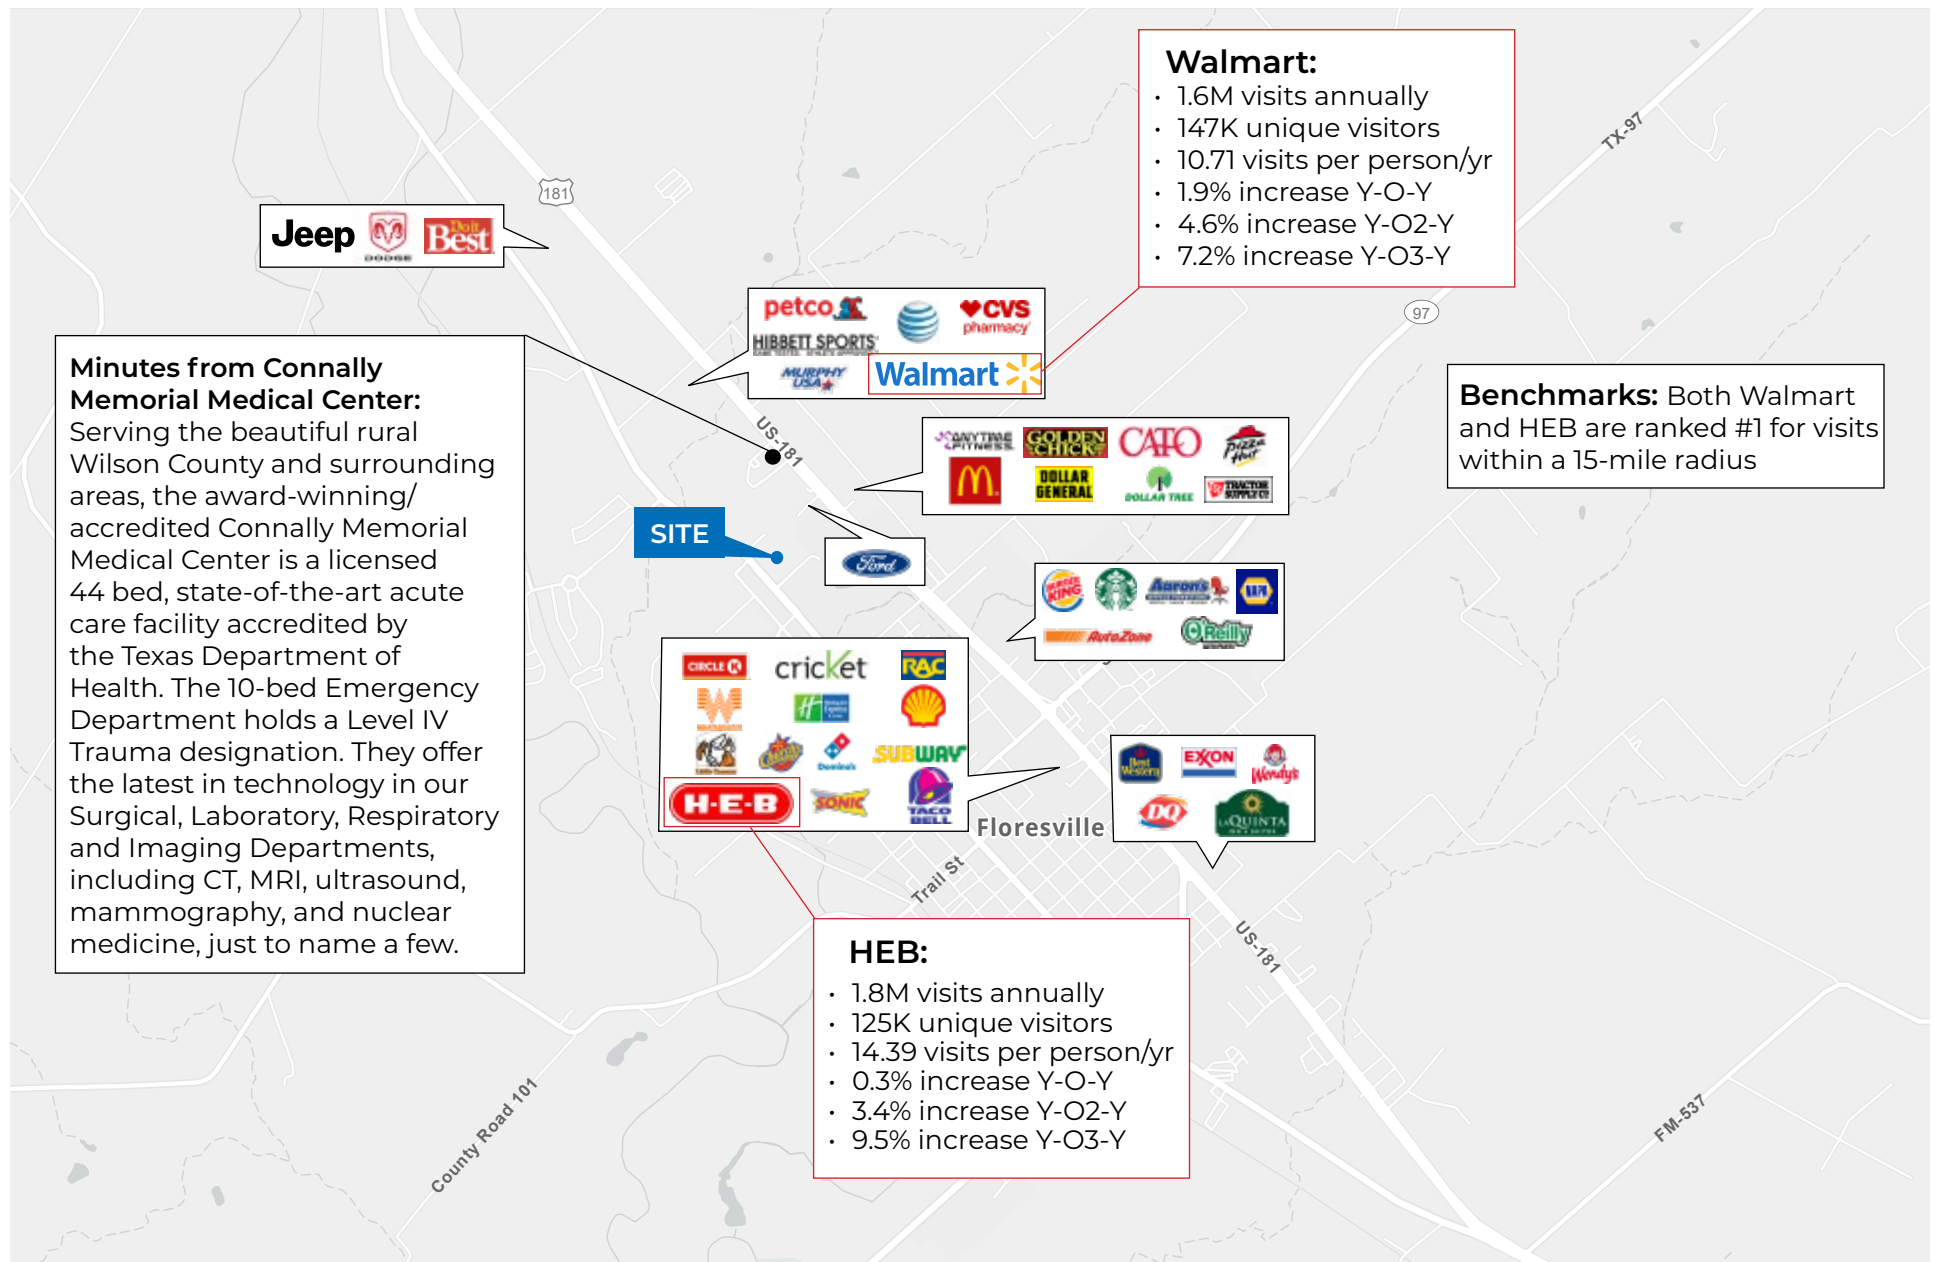 Walmart:
· 1.6M visits annually
· 147K unique visitors
· 10.71 visits per person/yr
· 1.9% increase Y-O-Y
· 4.6% increase Y-O2-Y
· 7.2% increase Y-O3-Y
TX-97
181
Jeep
DODGE
Do it
Best
petco
CVS
pharmacy
HIBBETT SPORTS
MURPHY
USA
Walmart
97
Minutes from Connally
Memorial Medical Center:
Serving the beautiful rural
Wilson County and surrounding
areas, the award-winning/
accredited Connally Memorial
Medical Center is a licensed
44 bed, state-of-the-art acute
care facility accredited by
the Texas Department of
Health. The 10-bed Emergency
Department holds a Level IV
Trauma designation. They offer
the latest in technology in our
Surgical, Laboratory, Respiratory
and Imaging Departments,
including CT, MRI, ultrasound,
mammography, and nuclear
medicine, just to name a few.
Benchmarks: Both Walmart
and HEB are ranked #1 for visits
within a 15-mile radius
US-181
ANYTIME
FITNESS
GOLDEN
CHICK
CATO
Pizza
Hut
DOLLAR
GENERAL
DOLLAR TREE
TRACTOR
SUPPLY CO
SITE
Ford
BURGER
KING
Aaron's
NAPA
AutoZone
O'Reilly
CIRCLE K
cricket
RAC
Domino's
SUBWAY
H-E-B
SONIC
TACO
BELL
Best
Western
EXXON
Wendy's
DQ
LAQUINTA
Floresville
Trail St
US-181
HEB:
· 1.8M visits annually
· 125K unique visitors
· 14.39 visits per person/yr
· 0.3% increase Y-O-Y
· 3.4% increase Y-O2-Y
· 9.5% increase Y-O3-Y
County Road 101
FM-537